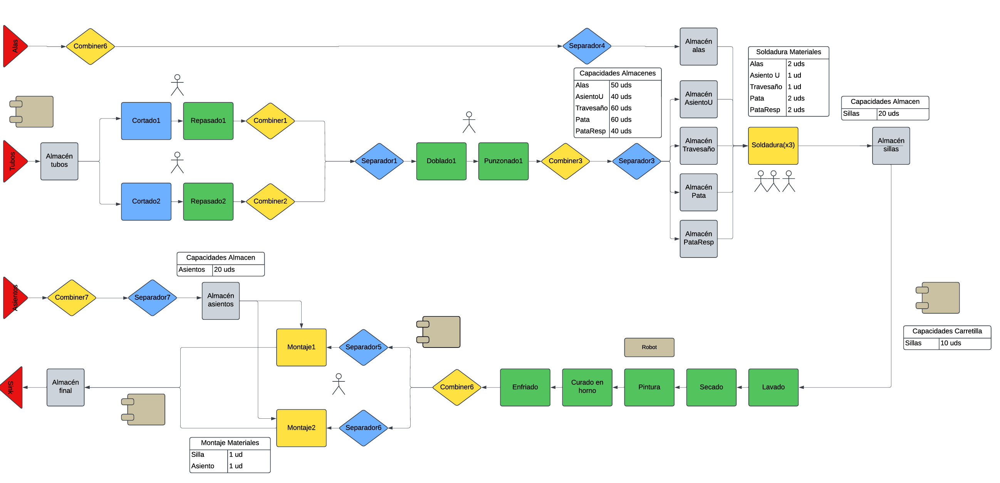 Alas
Combiner6
Separador4
Almacén
alas
Soldadura Materiales
Alas 2 uds
Asiento U 1 ud
Travesaño 1 ud
Pata 2 uds
PataResp 2 uds
Capacidades Almacenes
Alas 50 uds
AsientoU 40 uds
Travesaño 60 uds
Pata 60 uds
PataResp 40 uds
Almacén
AsientoU
Capacidades Almacen
Sillas 20 uds
Tubos
Almacén
tubos
Cortado1
Repasado1
Combiner1
Cortado2
Repasado2
Combiner2
Separador1
Doblado1
Punzonado1
Combiner3
Separador3
Almacén
Travesaño
Almacén
Pata
Almacén
PataResp
Soldadura(x3)
Almacén
sillas
Capacidades Almacen
Asientos 20 uds
Asientos
Combiner7
Separador7
Almacén
asientos
Capacidades Carretilla
Sillas 10 uds
Montaje1
Separador5
Robot
Sink
Almacén
final
Combiner6
Enfriado
Curado en
horno
Pintura
Secado
Lavado
Montaje2
Separador6
Montaje Materiales
Silla 1 ud
Asiento 1 ud